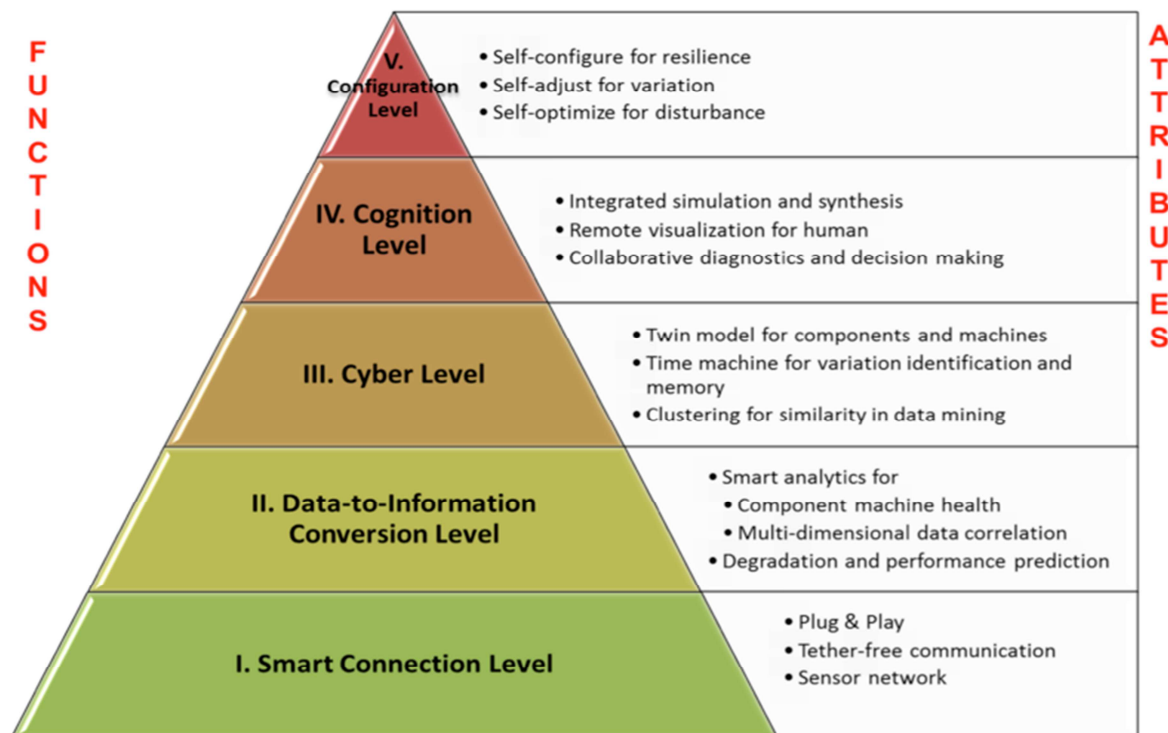 FUNCTIONS
ATTRIBUTES
V.
Configuration
Level
• Self-configure for resilience
• Self-adjust for variation
• Self-optimize for disturbance
IV. Cognition
Level
• Integrated simulation and synthesis
• Remote visualization for human
• Collaborative diagnostics and decision making
III. Cyber Level
• Twin model for components and machines
• Time machine for variation identification and
memory
• Clustering for similarity in data mining
II. Data-to-Information
Conversion Level
• Smart analytics for
• Component machine health
• Multi-dimensional data correlation
• Degradation and performance prediction
I. Smart Connection Level
• Plug & Play
• Tether-free communication
• Sensor network